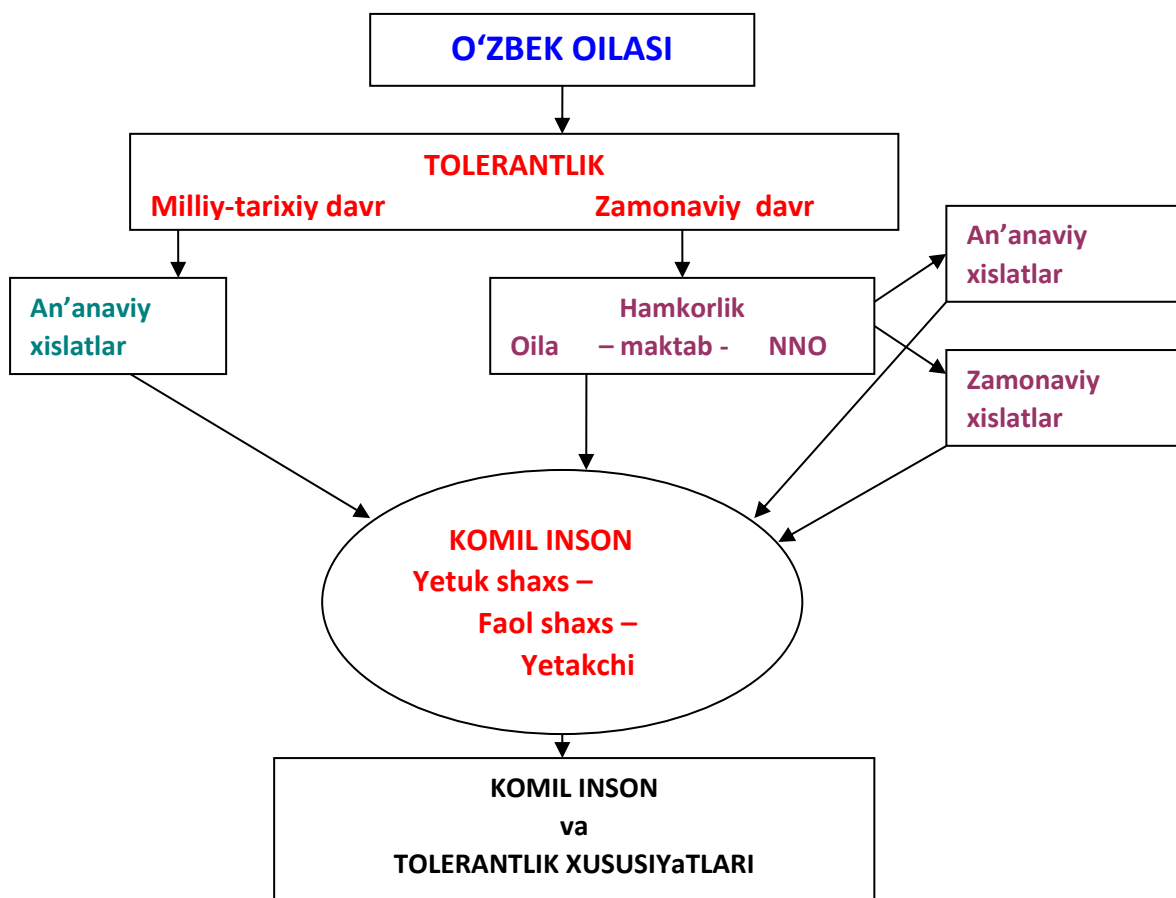 O‘ZBEK OILASI
TOLERANTLIK
Milliy-tarixiy davr Zamonaviy davr
An’anaviy
xislatlar
Hamkorlik
Oila – maktab - NNO
An’anaviy
xislatlar
Zamonaviy
xislatlar
KOMIL INSON
Yetuk shaxs –
Faol shaxs –
Yetakchi
KOMIL INSON
va
TOLERANTLIK XUSUSIYaTLARI